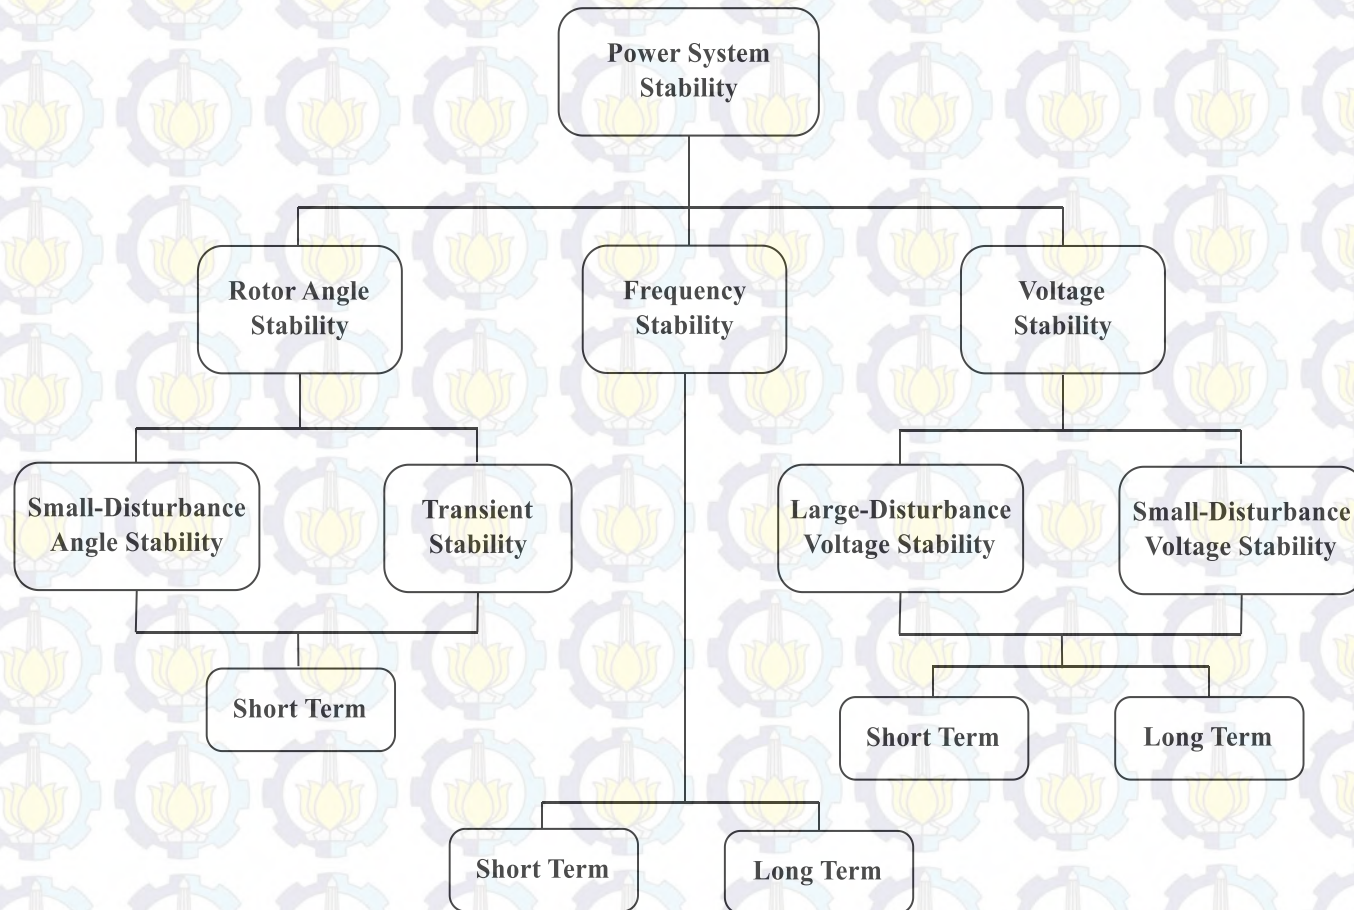 Power System
Stability
Rotor Angle
Stability
Frequency
Stability
Voltage
Stability
Small-Disturbance
Angle Stability
Transient
Stability
Large-Disturbance
Voltage Stability
Small-Disturbance
Voltage Stability
Short Term
Short Term
Long Term
Short Term
Long Term